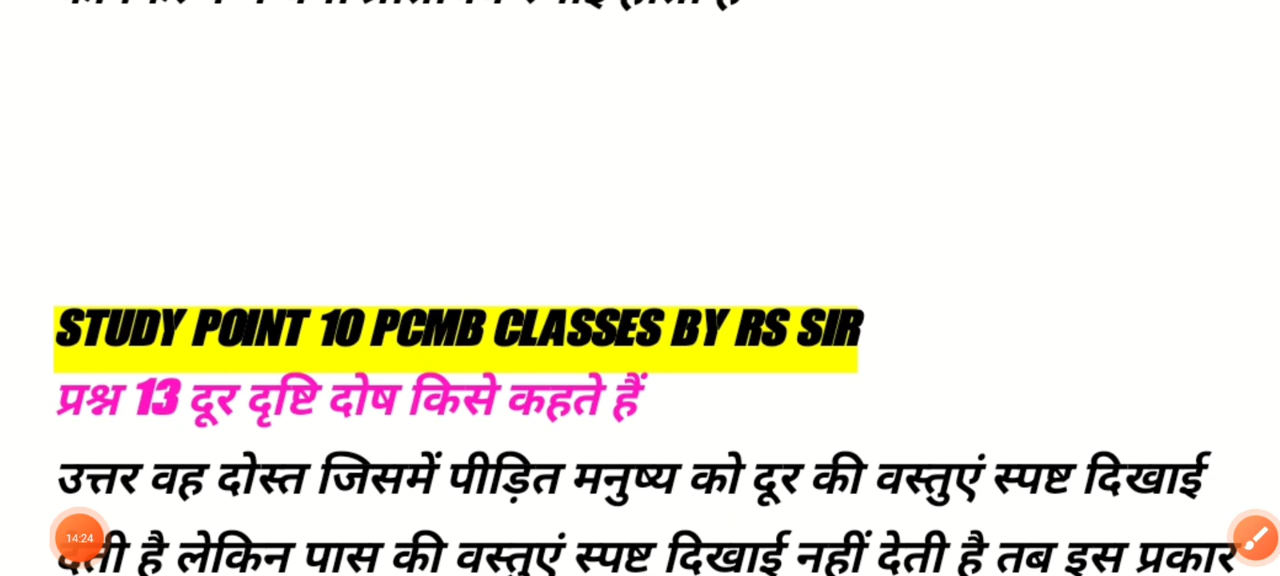 STUDY POINT 10 PCMB CLASSES BY RS SIR
प्रश्न 13 दूर दृष्टि दोष किसे कहते हैं
उत्तर वह दोस्त जिसमें पीड़ित मनुष्य को दूर की वस्तुएं स्पष्ट दिखाई
देती है लेकिन पास की वस्तुएं स्पष्ट दिखाई नहीं देती है तब इस प्रकार
14:24